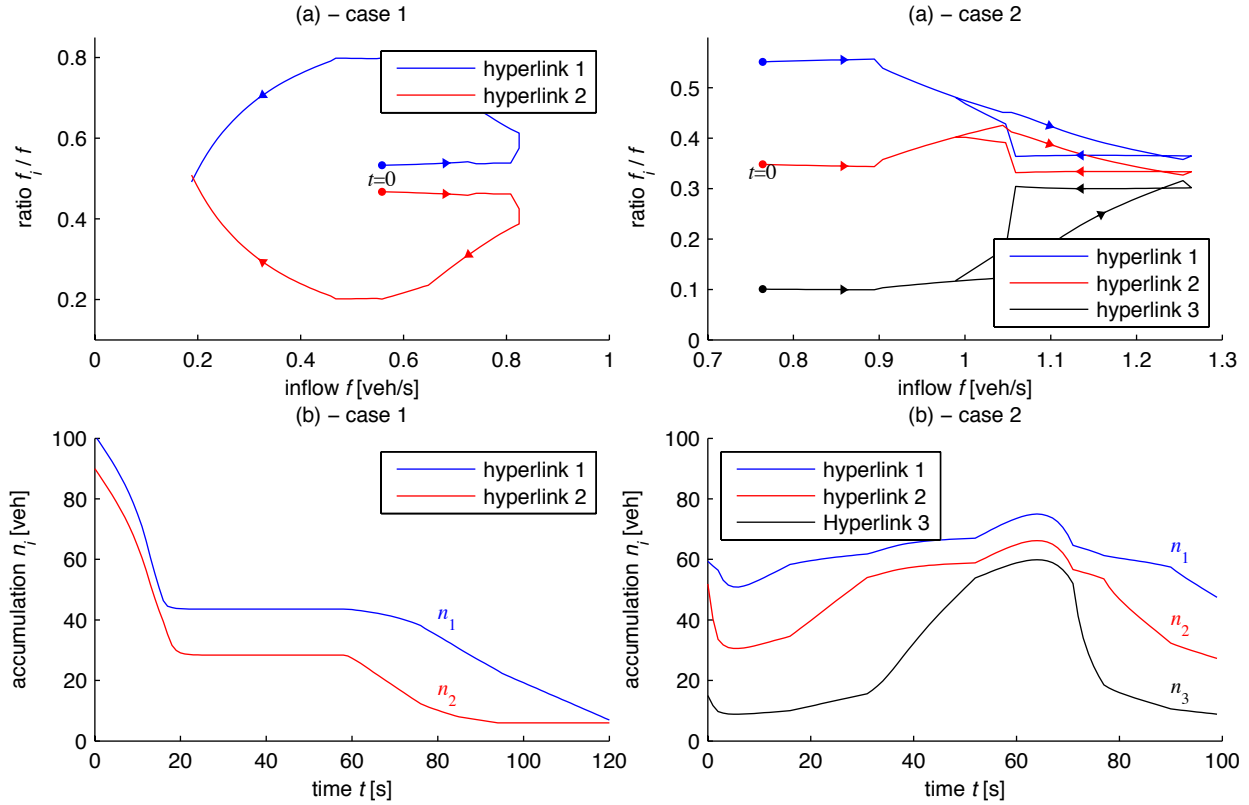 (a) – case 1
ratio f_i / f
0.8
0.6
0.4
0.2
hyperlink 1
hyperlink 2
t=0
0 0.2 0.4 0.6 0.8 1
inflow f [veh/s]
(a) – case 2
ratio f_i / f
0.5
0.4
0.3
0.2
0.1
0
t=0
hyperlink 1
hyperlink 2
hyperlink 3
0.7 0.8 0.9 1 1.1 1.2 1.3
inflow f [veh/s]
(b) – case 1
accumulation n_i [veh]
100
80
60
40
20
0
hyperlink 1
hyperlink 2
n_1
n_2
0 20 40 60 80 100 120
time t [s]
(b) – case 2
accumulation n_i [veh]
100
80
60
40
20
0
hyperlink 1
hyperlink 2
Hyperlink 3
n_1
n_2
n_3
0 20 40 60 80 100
time t [s]